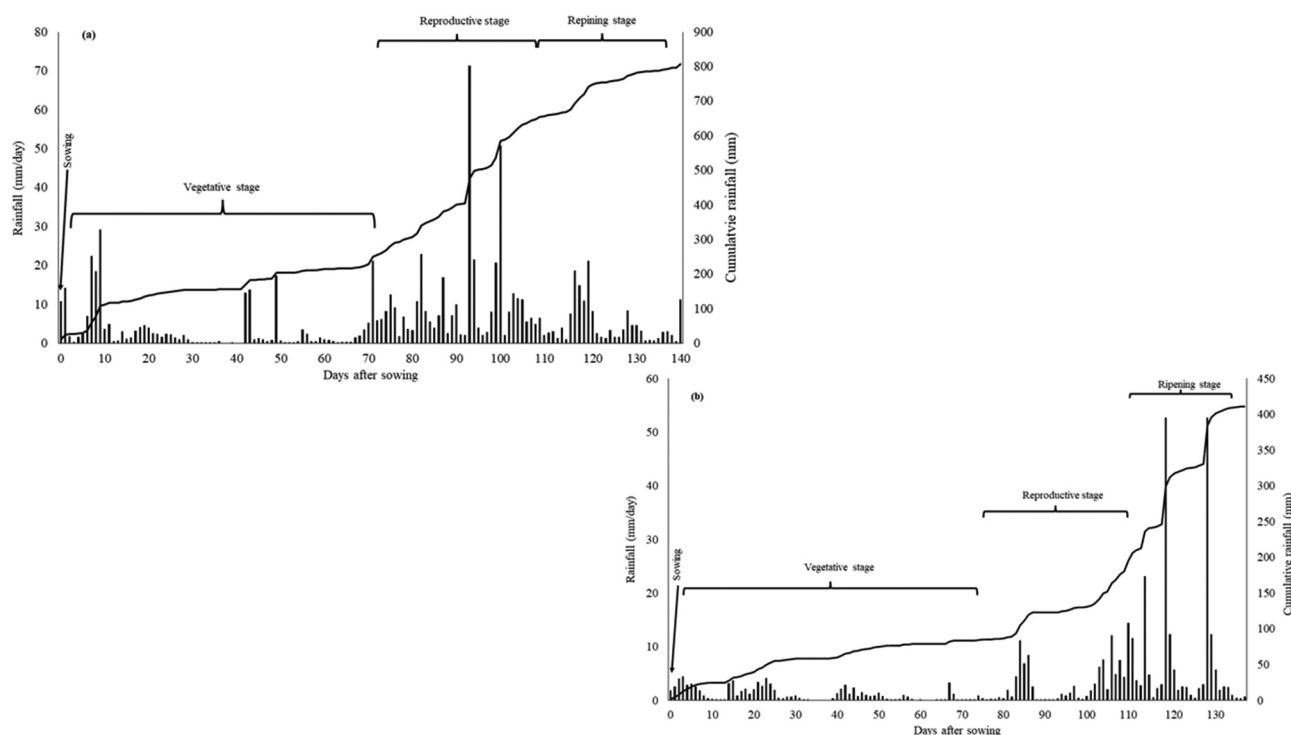 Reproductive stage
Repining stage
(a)
80 70 60 50 40 30 20 10 0
Rainfall (mm/day)
Sowing
Vegetative stage
900 800 700 600 500 400 300 200 100 0
Cumulatvie rainfall (mm)
0 10 20 30 40 50 60 70 80 90 100 110 120 130 140
Days after sowing
(b)
Ripening stage
Reproductive stage
Vegetative stage
Sowing
60 50 40 30 20 10 0
Rainfall (mm/day)
450 400 350 300 250 200 150 100 50 0
Cumulative rainfall (mm)
0 10 20 30 40 50 60 70 80 90 100 110 120 130
Days after sowing